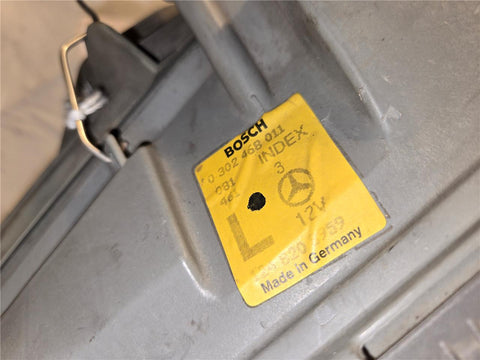 BOSCH
0 302 468 011
INDEX
081
3
L
12V
Made in Germany